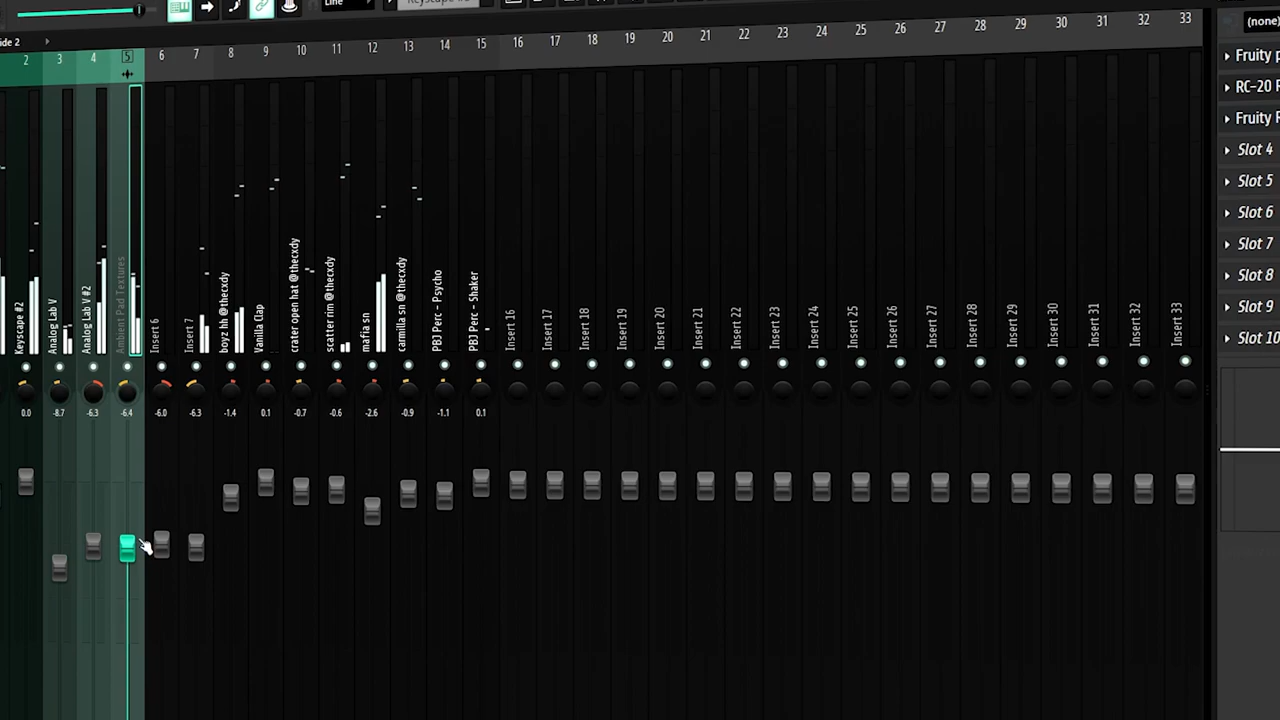 Line
ide 2
2 3 4 5 6 7 8 9 10 11 12 13 14 15 16 17 18 19 20 21 22 23 24 25 26 27 28 29 30 31 32 33
(none)
Fruity p
RC-20 R
Fruity R
Slot 4
Slot 5
Slot 6
Slot 7
Slot 8
Slot 9
Slot 10
Keyscape #2
Analog Lab V
Analog Lab V #2
Ambient Pad Textures
Insert 6
Insert 7
boyz hh @thecxdy
Vanilla Clap
crater open hat @thecxdy
scatter rim @thecxdy
mafia sn
carmilla sn @thecxdy
PB3 Perc - Psycho
PB3 Perc - Shaker
Insert 16
Insert 17
Insert 18
Insert 19
Insert 20
Insert 21
Insert 22
Insert 23
Insert 24
Insert 25
Insert 26
Insert 27
Insert 28
Insert 29
Insert 30
Insert 31
Insert 32
Insert 33
0.0 -8.7 -6.3 -6.4 -6.0 -6.3 -1.4 0.1 -0.7 -0.6 -2.6 -0.9 -1.1 0.1